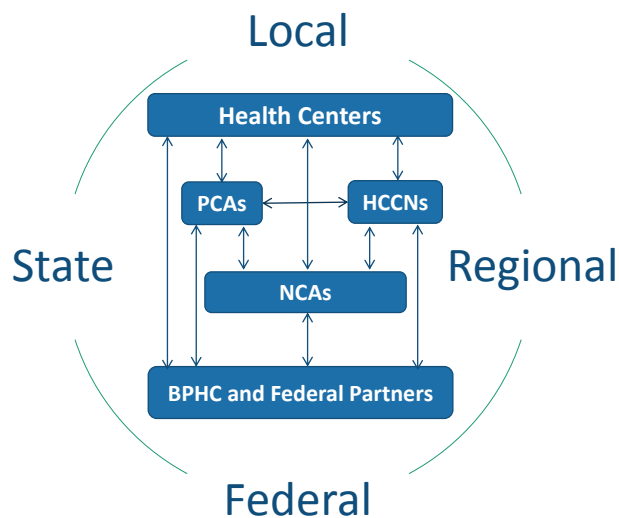 Local
Health Centers
PCAs
HCCNs
State
Regional
NCAs
BPHC and Federal Partners
Federal